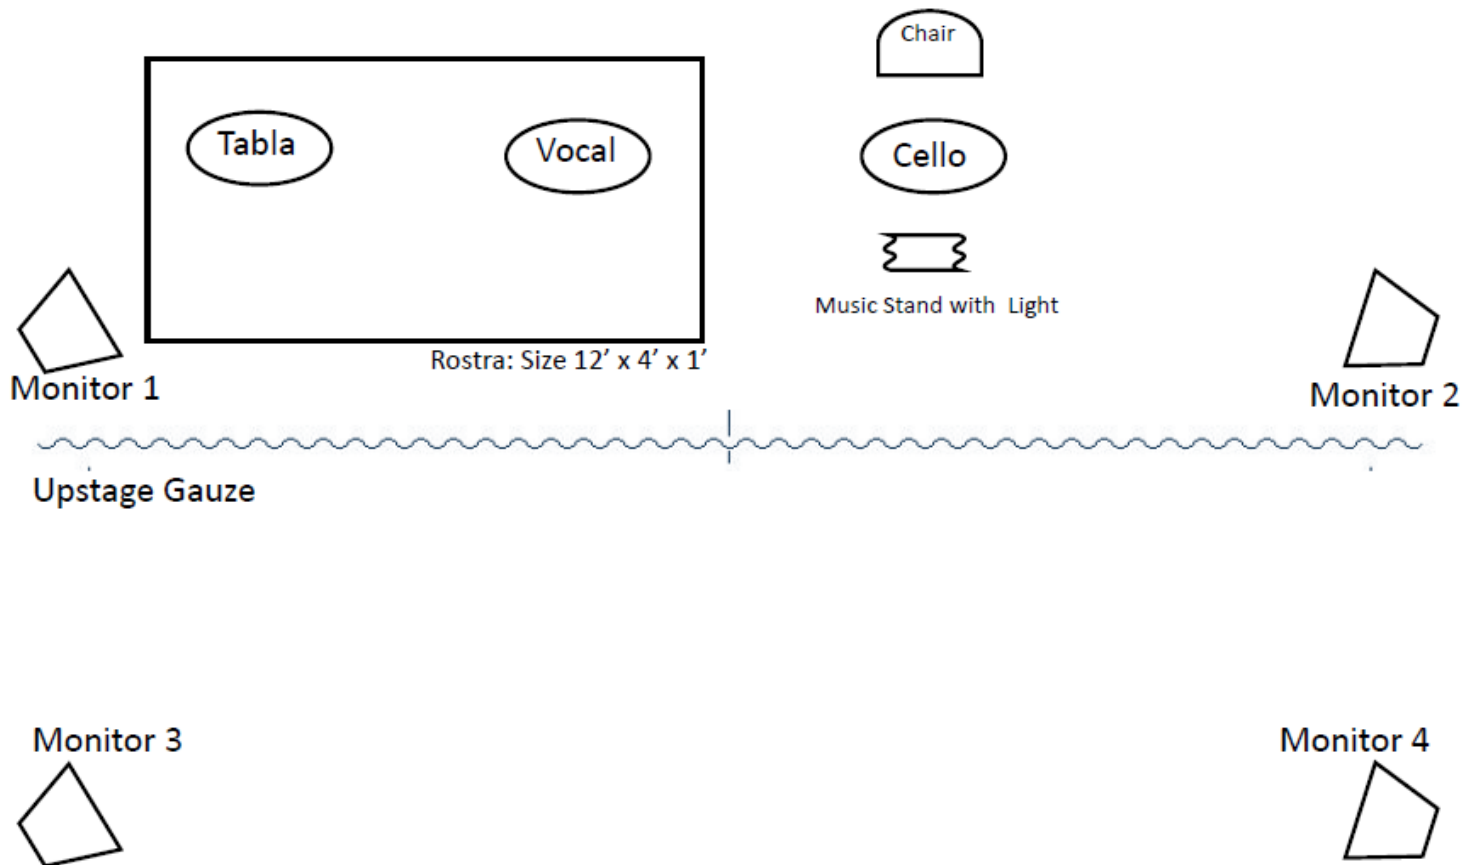 Chair
Tabla
Vocal
Cello
Music Stand with Light
Rostra: Size 12’ x 4’ x 1’
Monitor 1
Monitor 2
Upstage Gauze
Monitor 3
Monitor 4